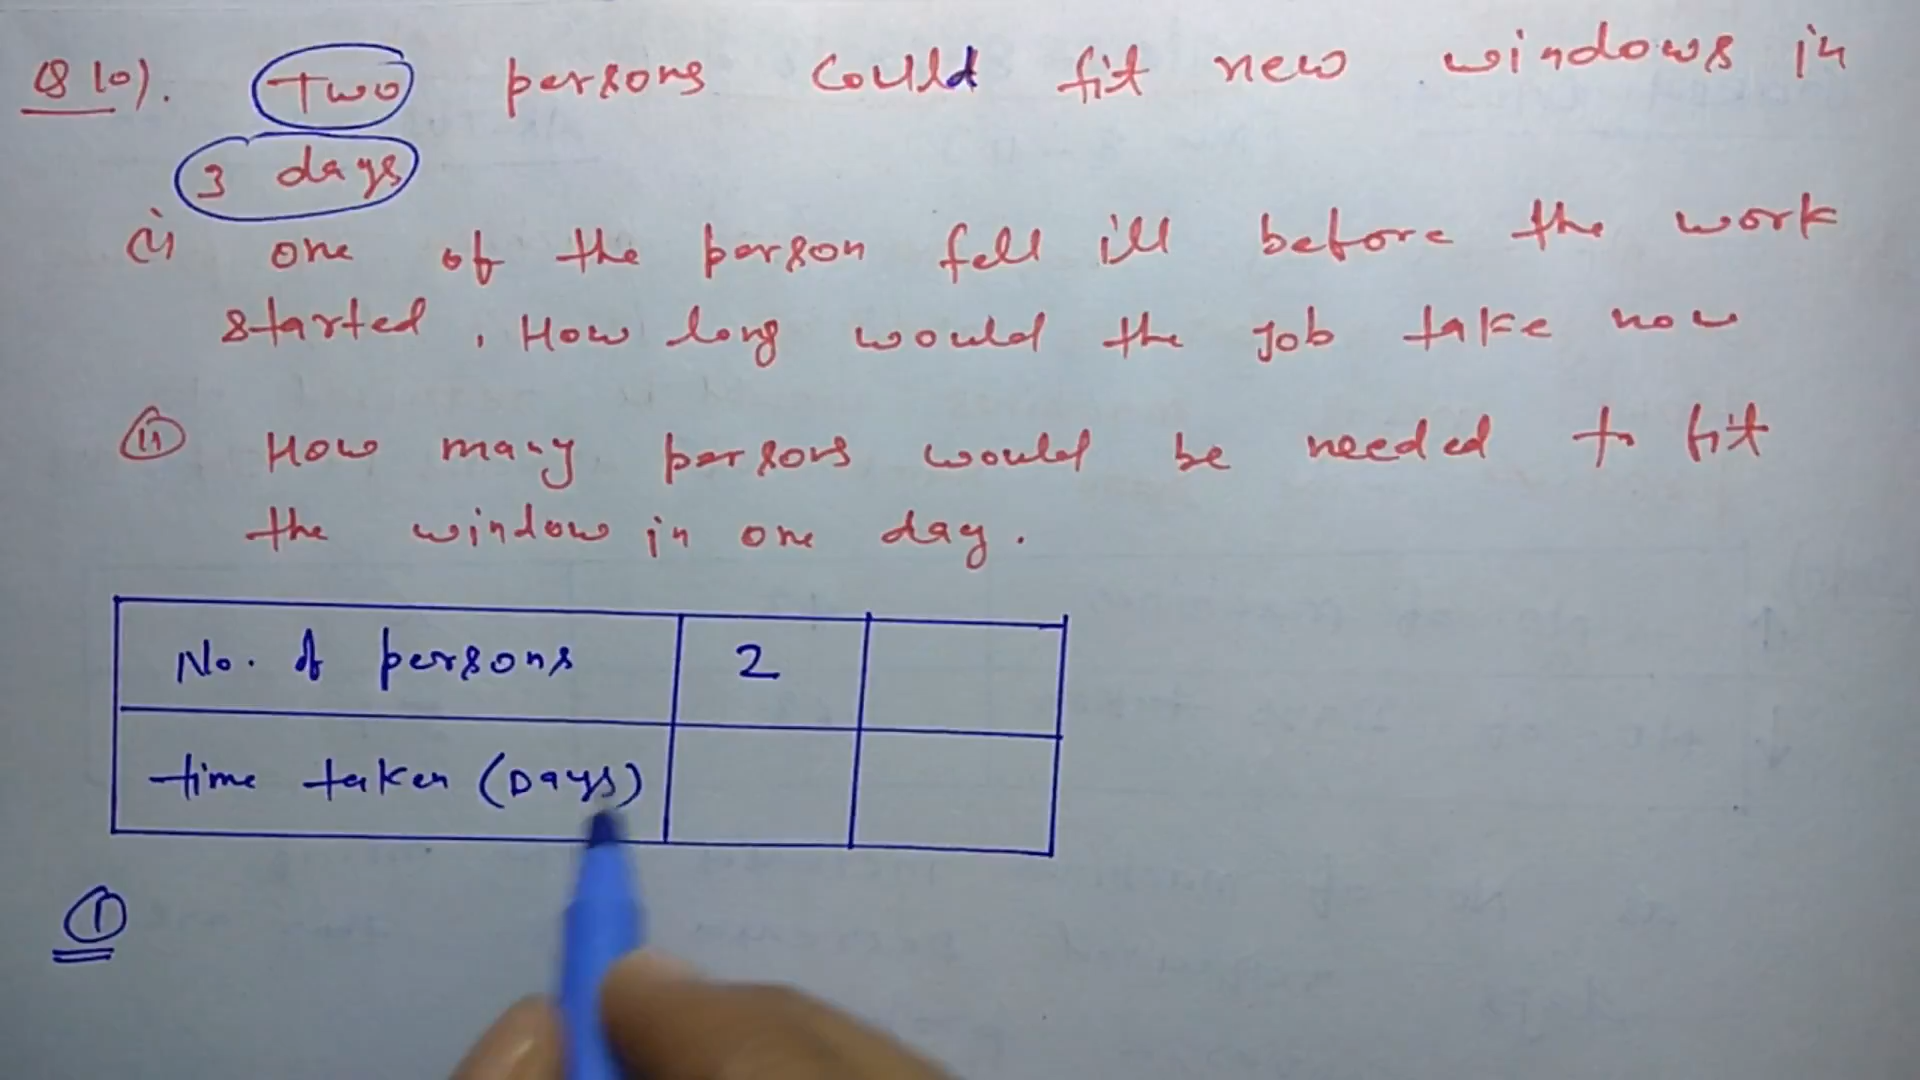 Q 10). Two persons could fit new windows in
3 days
(i) one of the person fell ill before the work
started. How long would the Job take now
(ii) How many persons would be needed to fit
the window in one day.
No. of persons 2
time taken (Days)
(1)